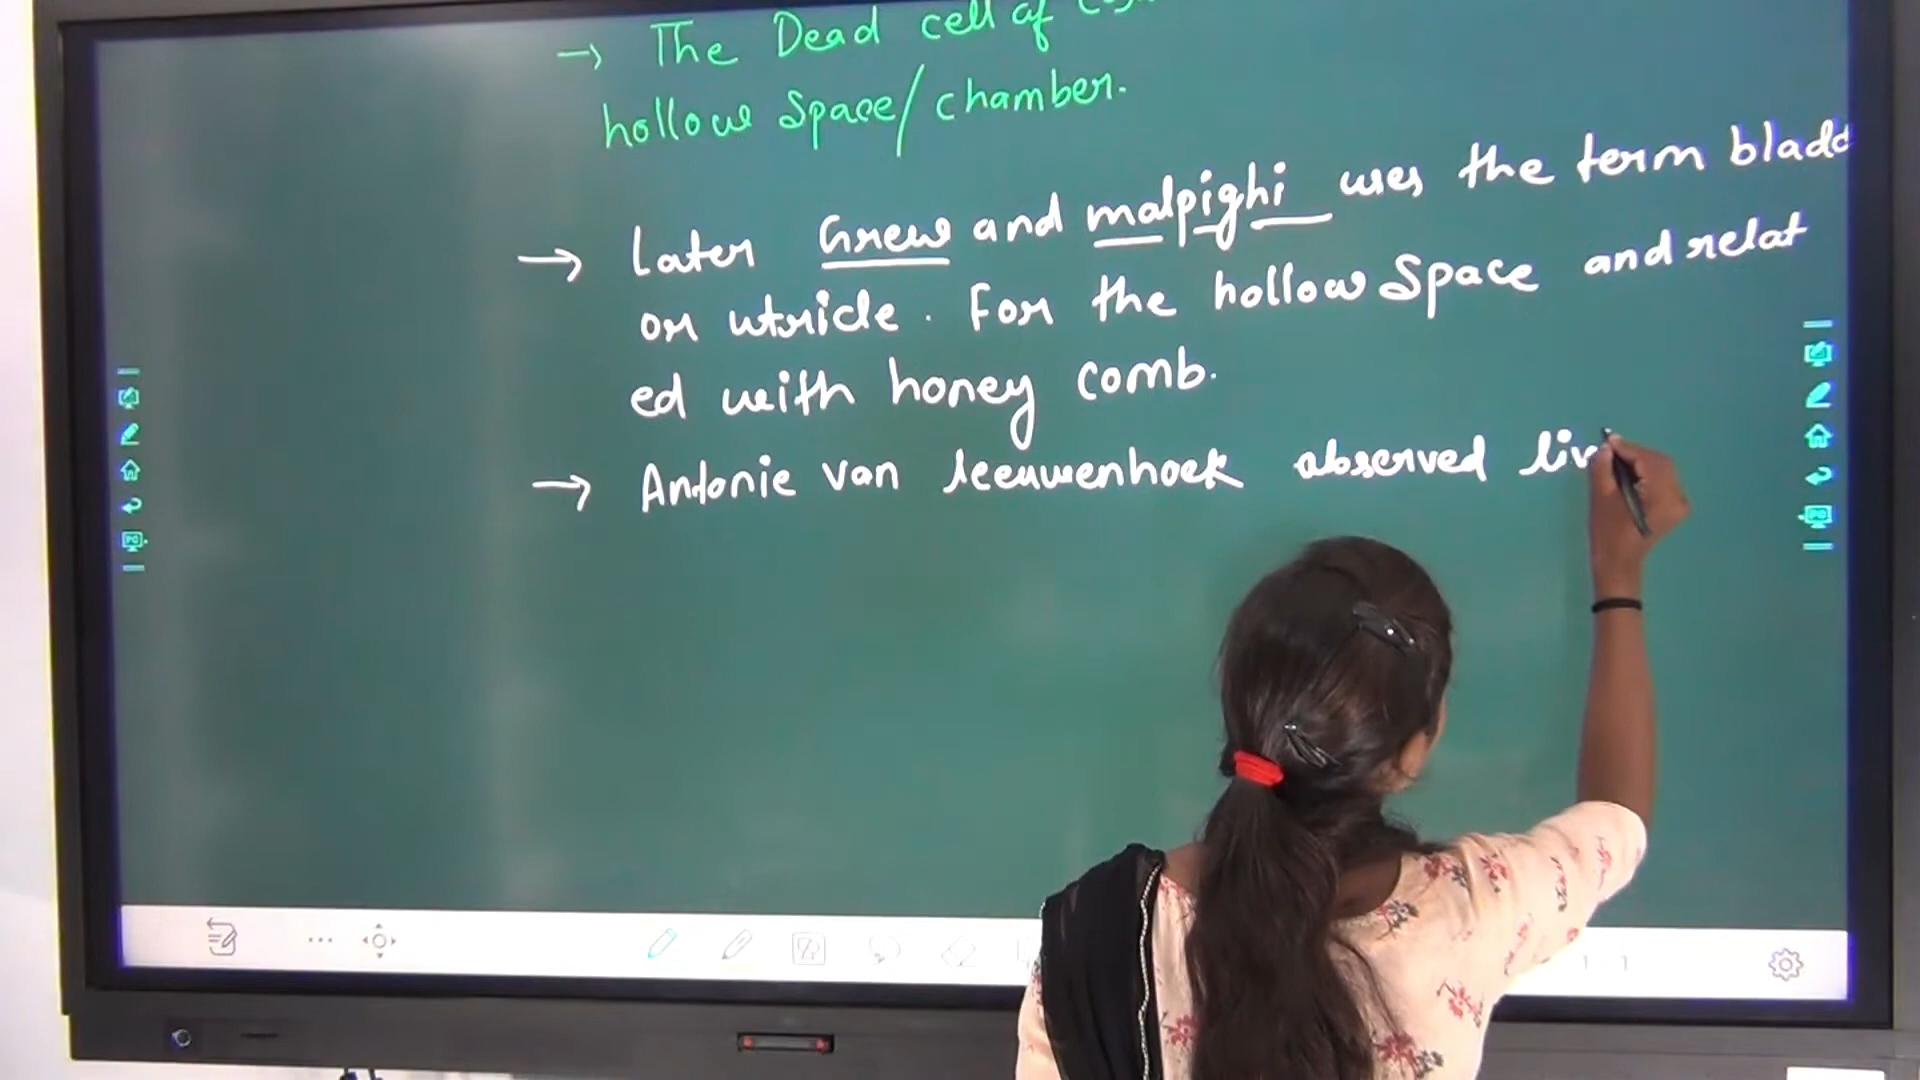 → The Dead cell of
hollow Space/chamber.
→ Later Grew and malpighi uses the term bladd
or utricle. For the hollow Space and relat
ed with honey comb.
→ Antonie van leeuwenhoek observed liv